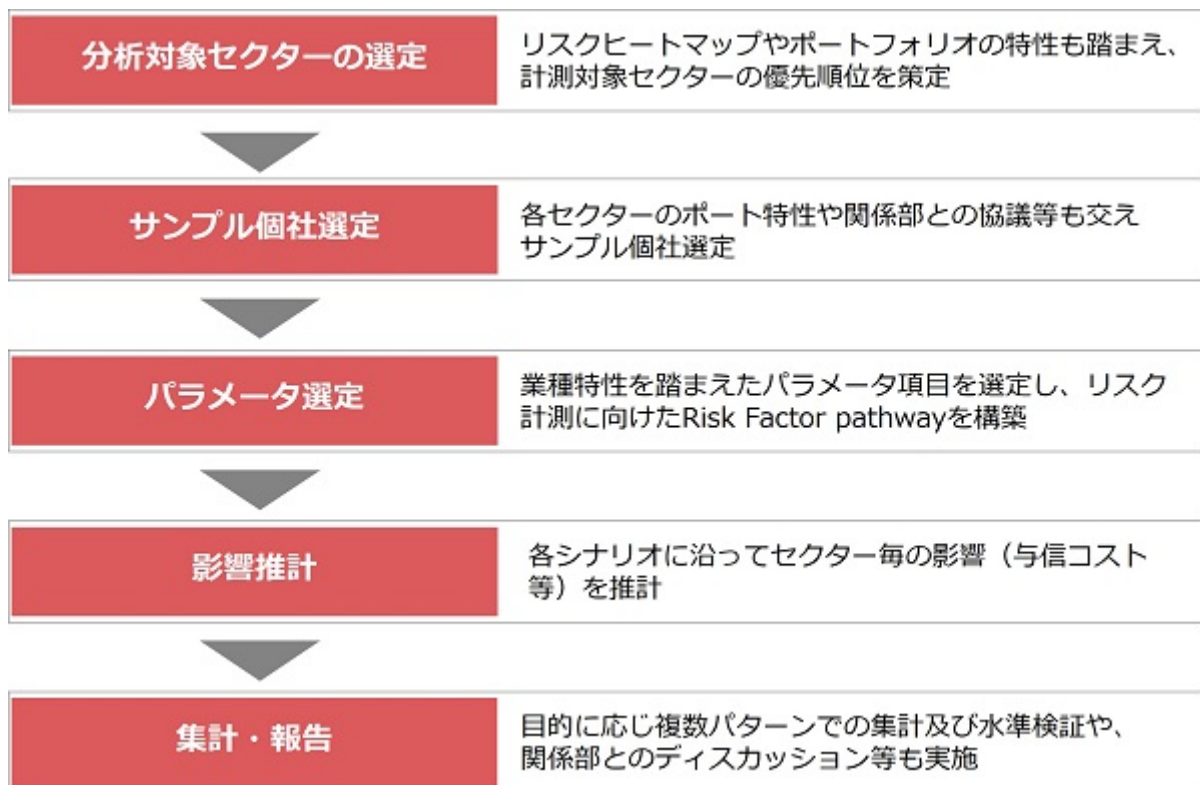 分析対象セクターの選定
リスクヒートマップやポートフォリオの特性も踏まえ、
計測対象セクターの優先順位を策定
サンプル個社選定
各セクターのポート特性や関係部との協議等も交え
サンプル個社選定
パラメータ選定
業種特性を踏まえたパラメータ項目を選定し、リスク
計測に向けたRisk Factor pathwayを構築
影響推計
各シナリオに沿ってセクター毎の影響（与信コスト
等）を推計
集計・報告
目的に応じ複数パターンでの集計及び水準検証や、
関係部とのディスカッション等も実施